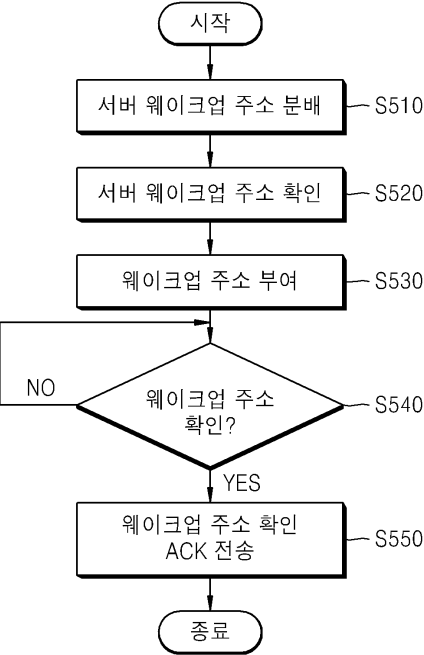 시작
서버 웨이크업 주소 분배
S510
서버 웨이크업 주소 확인
S520
웨이크업 주소 부여
S530
NO
웨이크업 주소
확인?
S540
YES
웨이크업 주소 확인
ACK 전송
S550
종료